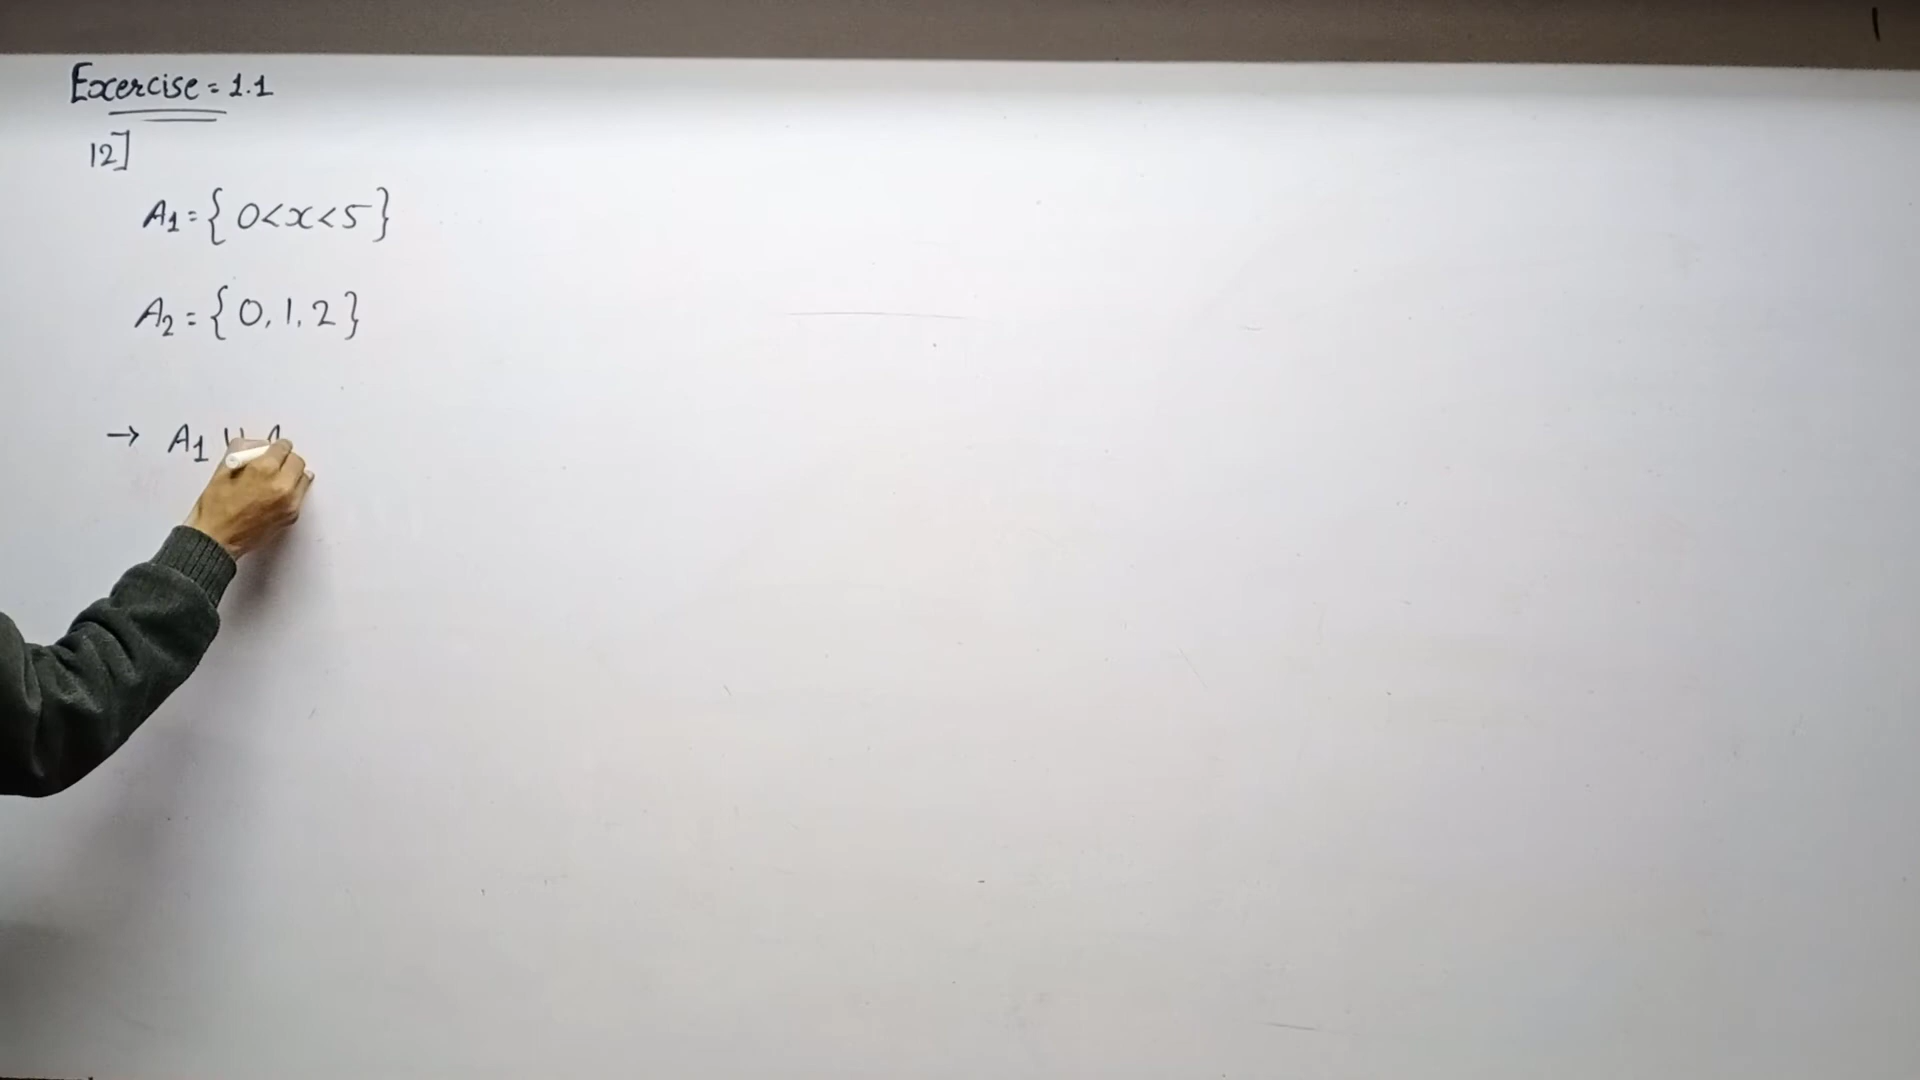 Excercise = 1.1
12]
A₁ = { 0<x<5 }
A₂ = { 0, 1, 2 }
→ A₁